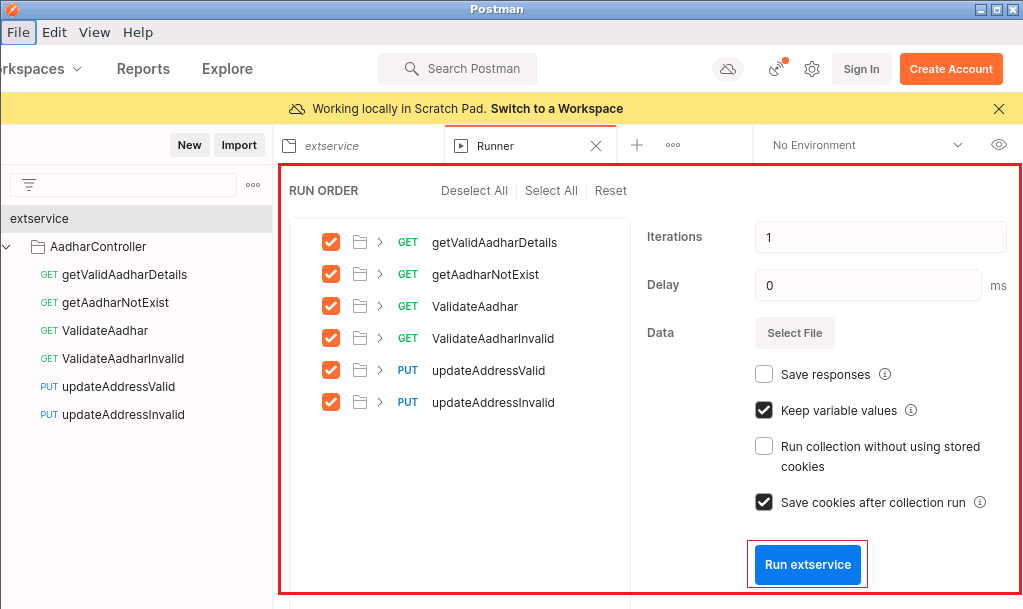 Postman
File Edit View Help
rkspaces Reports Explore Search Postman Sign In Create Account
Working locally in Scratch Pad. Switch to a Workspace
New Import extservice Runner No Environment
RUN ORDER Deselect All Select All Reset
extservice
AadharController
GET getValidAadharDetails
GET getAadharNotExist
GET ValidateAadhar
GET ValidateAadharInvalid
PUT updateAddressValid
PUT updateAddressInvalid
GET getValidAadharDetails
GET getAadharNotExist
GET ValidateAadhar
GET ValidateAadharInvalid
PUT updateAddressValid
PUT updateAddressInvalid
Iterations 1
Delay 0 ms
Data Select File
Save responses
Keep variable values
Run collection without using stored
cookies
Save cookies after collection run
Run extservice